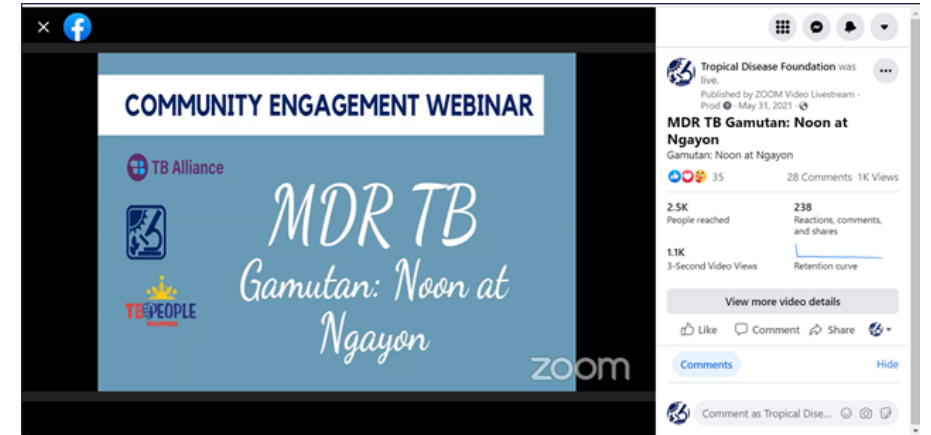 COMMUNITY ENGAGEMENT WEBINAR
TB Alliance
TB PEOPLE
PHILIPPINES
MDR TB
Gamutan: Noon at
Ngayon
zoom
Tropical Disease Foundation was
live.
Published by ZOOM Video Livestream -
Prod · May 31, 2021 ·
MDR TB Gamutan: Noon at
Ngayon
Gamutan: Noon at Ngayon
35
28 Comments 1K Views
2.5K
People reached
238
Reactions, comments,
and shares
1.1K
3-Second Video Views
Retention curve
View more video details
Like
Comment
Share
Comments
Hide
Comment as Tropical Dise...